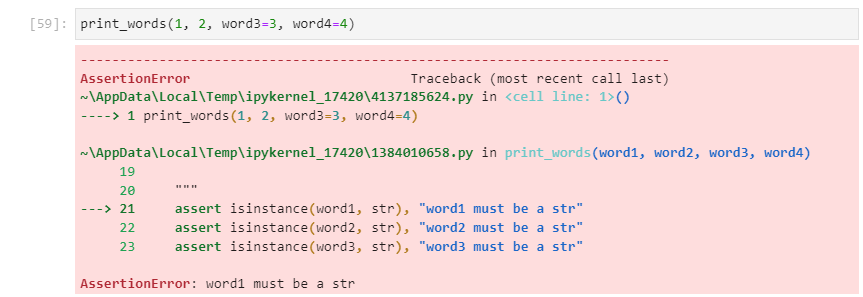 [59]: print_words(1, 2, word3=3, word4=4)
---------------------------------------------------------------------------
AssertionError                            Traceback (most recent call last)
~\AppData\Local\Temp\ipykernel_17420\4137185624.py in <cell line: 1>()
----> 1 print_words(1, 2, word3=3, word4=4)
~\AppData\Local\Temp\ipykernel_17420\1384010658.py in print_words(word1, word2, word3, word4)
     19
     20     """
---> 21     assert isinstance(word1, str), "word1 must be a str"
     22     assert isinstance(word2, str), "word2 must be a str"
     23     assert isinstance(word3, str), "word3 must be a str"
AssertionError: word1 must be a str